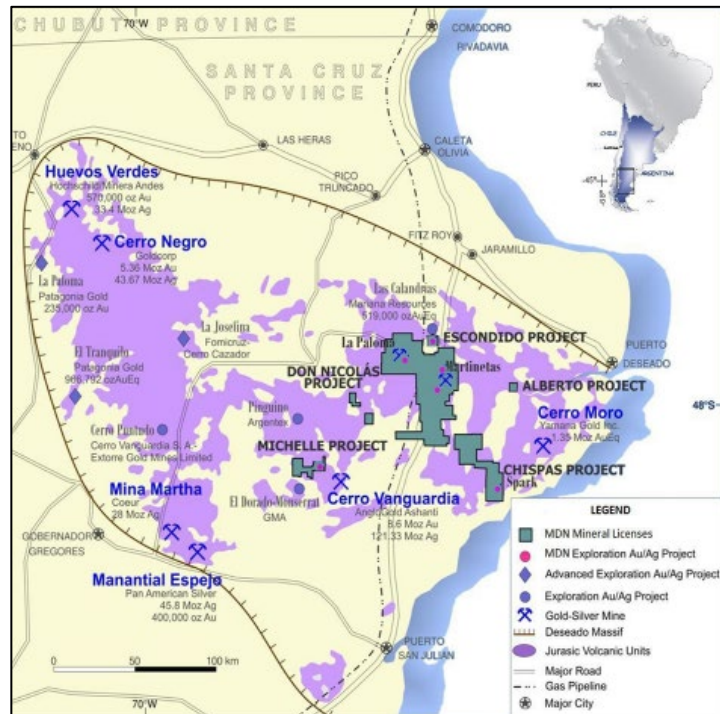 CHUBUT PROVINCE
70°W
COMODORO
RIVADAVIA
SANTA CRUZ
PROVINCE
PERU
CHILE
ARGENTINA
-45°
LAS HERAS
CALETA
OLIVIA
PICO
TRUNCADO
Huevos Verdes
Hochschild Minera Andes
570,000 oz Au
33.4 Moz Ag
Cerro Negro
Goldcorp
5.36 Moz Au
43.67 Moz Ag
FITZ ROY
JARAMILLO
La Paloma
Patagonia Gold
235,000 oz Au
La Josefina
Fomicruz-
Cerro Cazador
Las Calandrias
Mariana Resources
519,000 ozAuEq
El Tranquilo
Patagonia Gold
ozAuEq
La Paloma
ESCONDIDO PROJECT
Martinetas
PUERTO
DESEADO
DON NICOLÁS
PROJECT
ALBERTO PROJECT
48°S
Cerro Puntudo
Cerro Vanguardia S. A.-
Extorre Gold Mines Limited
Pinguino
Argentex
Cerro Moro
Yamana Gold Inc.
1.35 Moz AuEq
MICHELLE PROJECT
CHISPAS PROJECT
Spark
Mina Martha
Coeur
28 Moz Ag
El Dorado-Monserrat
GMA
Cerro Vanguardia
AngloGold Ashanti
8.6 Moz Au
121.33 Moz Ag
GOBERNADOR
GREGORES
Manantial Espejo
Pan American Silver
45.8 Moz Ag
400,000 oz Au
PUERTO
SAN JULIAN
0 50 100 km
70°W
LEGEND
MDN Mineral Licenses
MDN Exploration Au/Ag Project
Advanced Exploration Au/Ag Project
Exploration Au/Ag Project
Gold-Silver Mine
Deseado Massif
Jurasic Volcanic Units
Major Road
Gas Pipeline
Major City